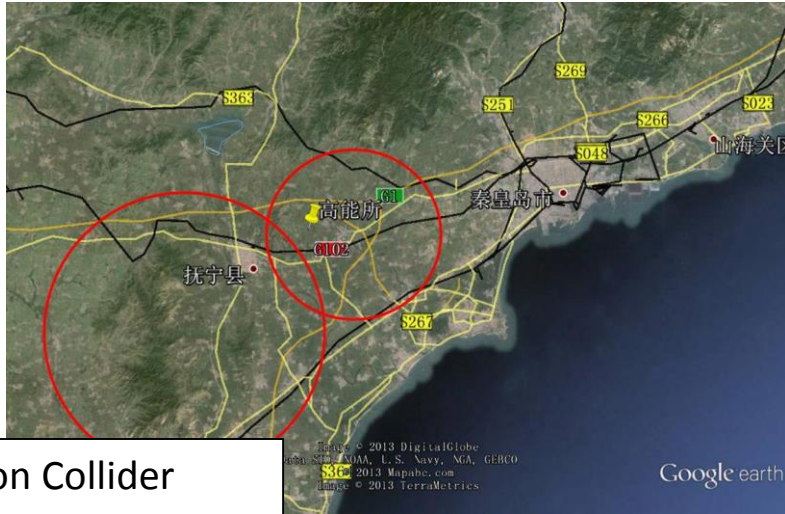 S269
S363
S251
S023
S266
S048
山海关区
G1
秦皇岛市
高能所
G102
抚宁县
S267
Image © 2013 DigitalGlobe
Data SIO, NOAA, U.S. Navy, NGA, GEBCO
S36
© 2013 Mapabc.com
Image © 2013 TerraMetrics
Google earth
on Collider